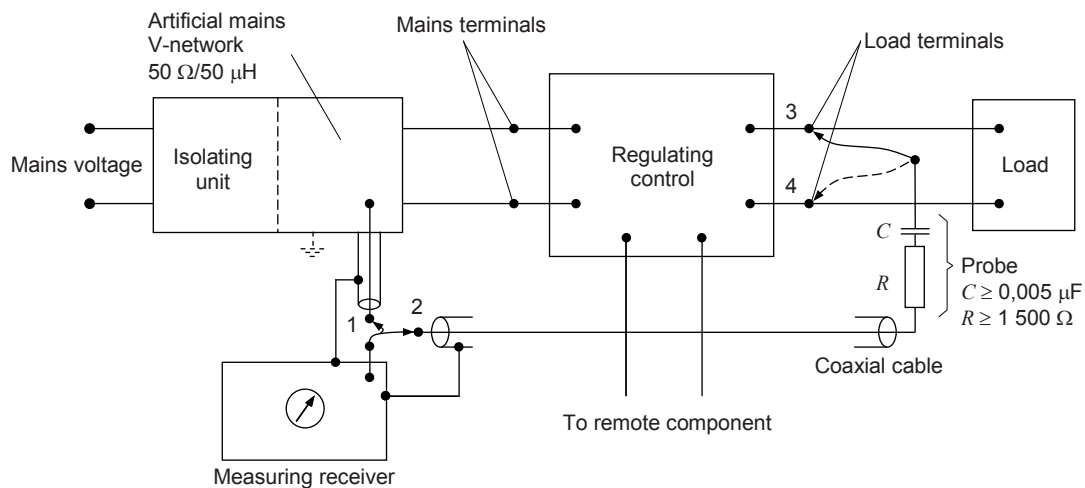 Artificial mains
V-network
50 Ω/50 μH
Mains terminals
Load terminals
Mains voltage
Isolating
unit
Regulating
control
3
4
Load
C
R
Probe
C ≥ 0,005 μF
R ≥ 1 500 Ω
1
2
Coaxial cable
To remote component
Measuring receiver